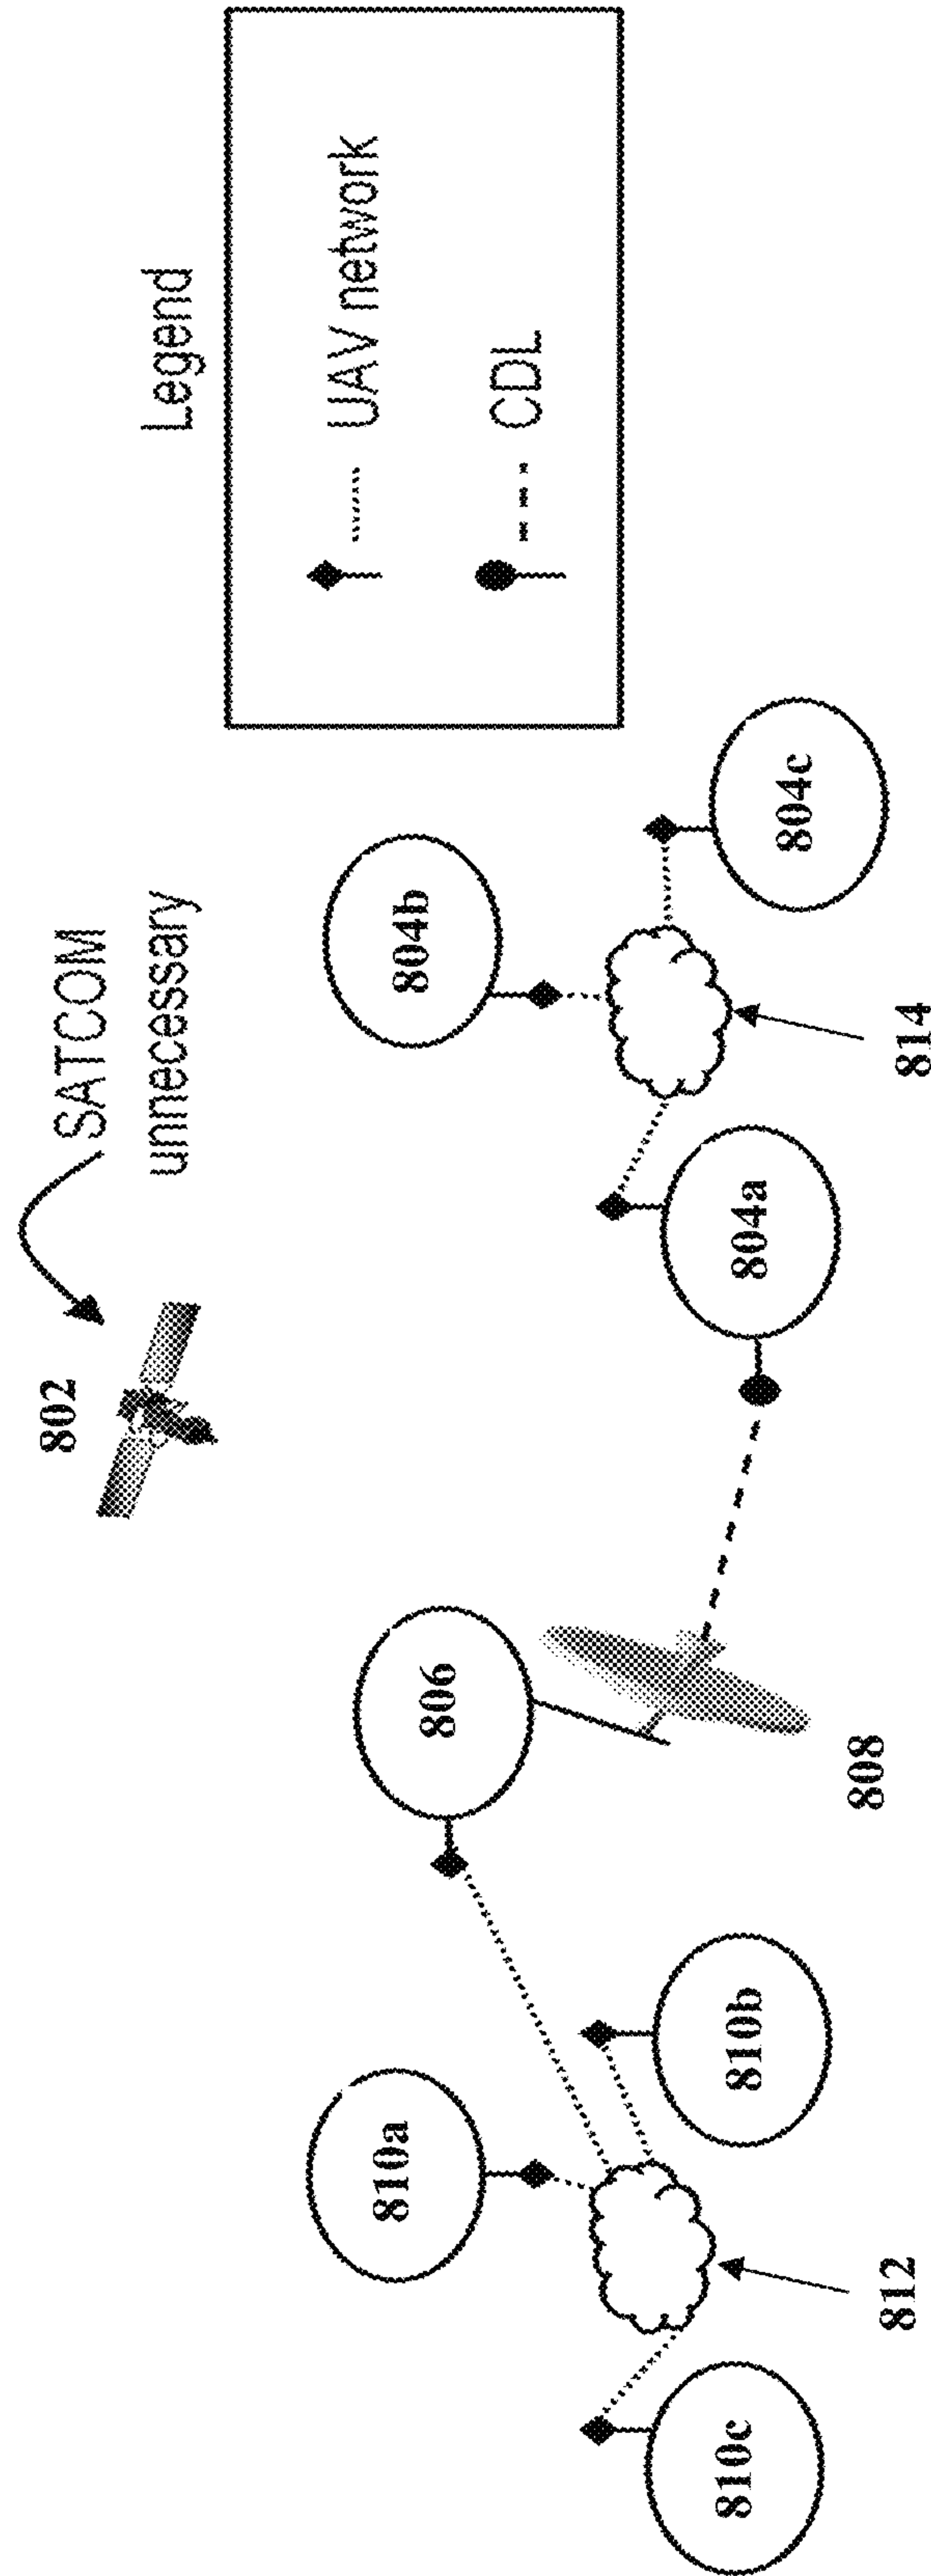 802
SATCOM
unnecessary
Legend
UAV network
CDL
806
808
804a
804b
804c
814
810a
810b
810c
812